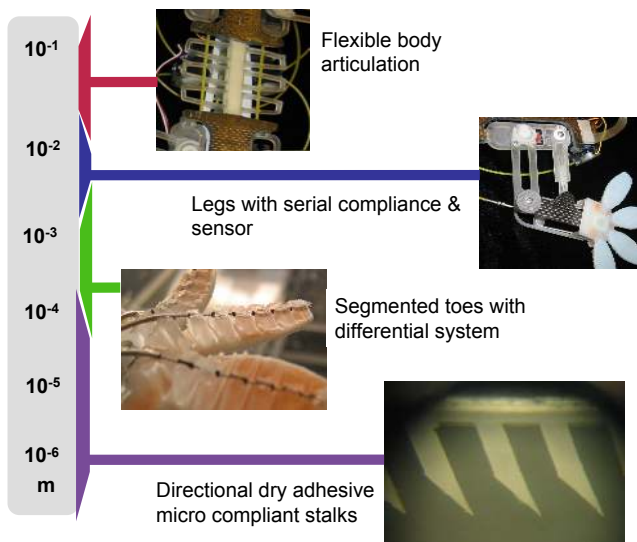 10-1
Flexible body
articulation
10-2
Legs with serial compliance &
sensor
10-3
10-4
Segmented toes with
differential system
10-5
10-6
m
Directional dry adhesive
micro compliant stalks